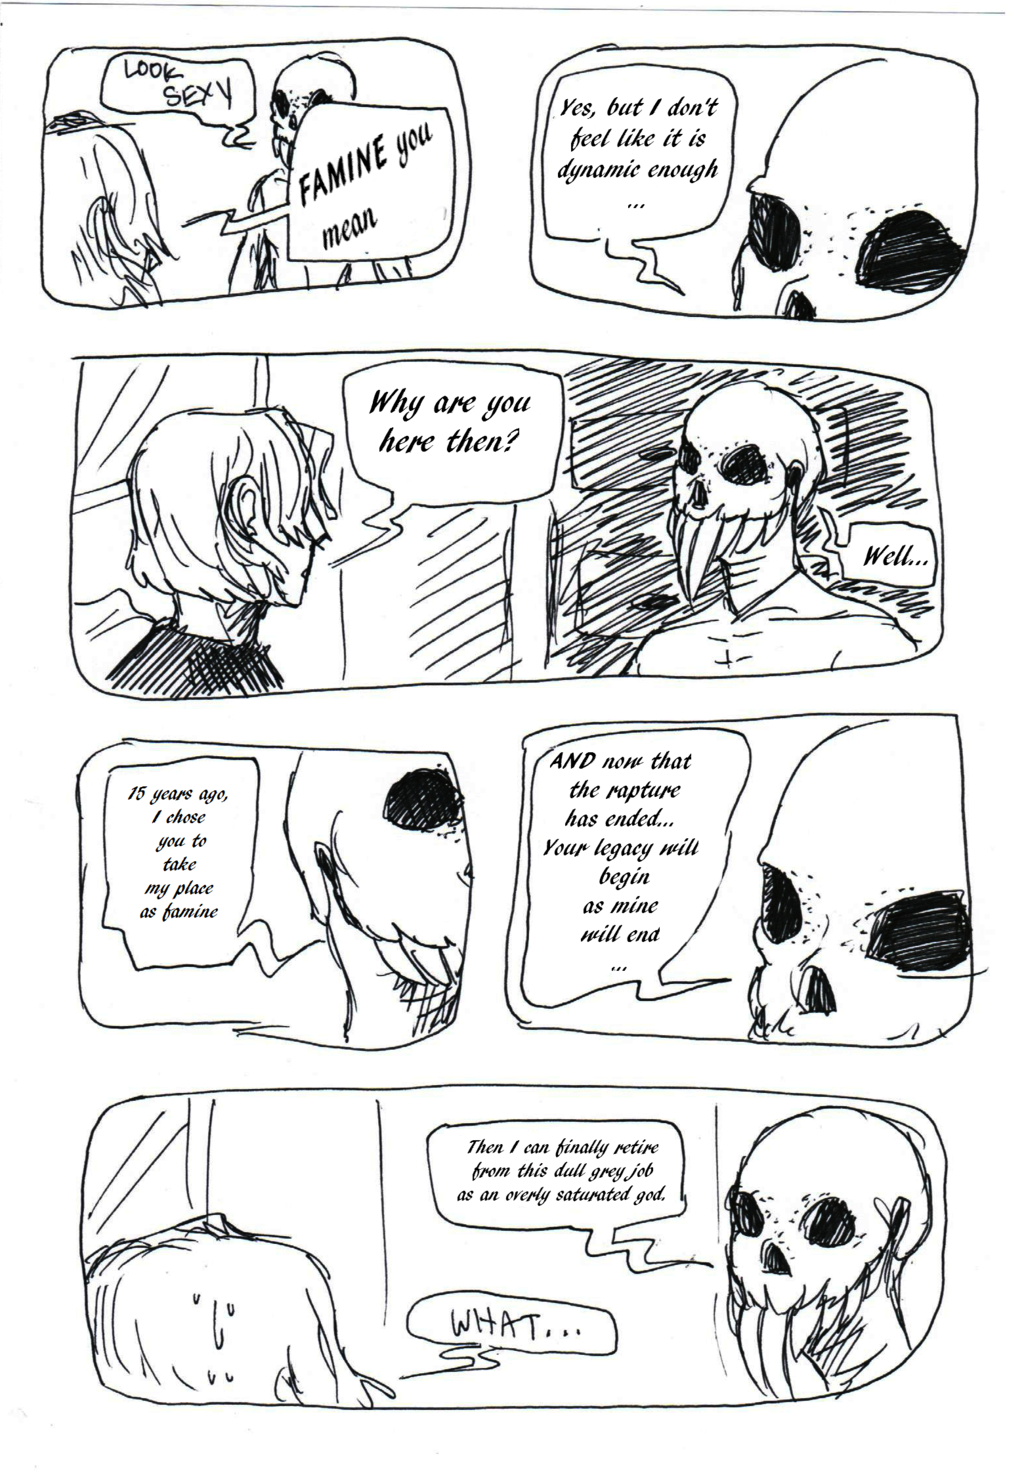 LOOK
SEXY
FAMINE you
mean
Yes, but I don't
feel like it is
dynamic enough
...
Why are you
here then?
Well...
15 years ago,
I chose
you to
take
my place
as famine
AND now that
the rapture
has ended...
Your legacy will
begin
as mine
will end
...
Then I can finally retire
from this dull grey job
as an overly saturated god.
WHAT...